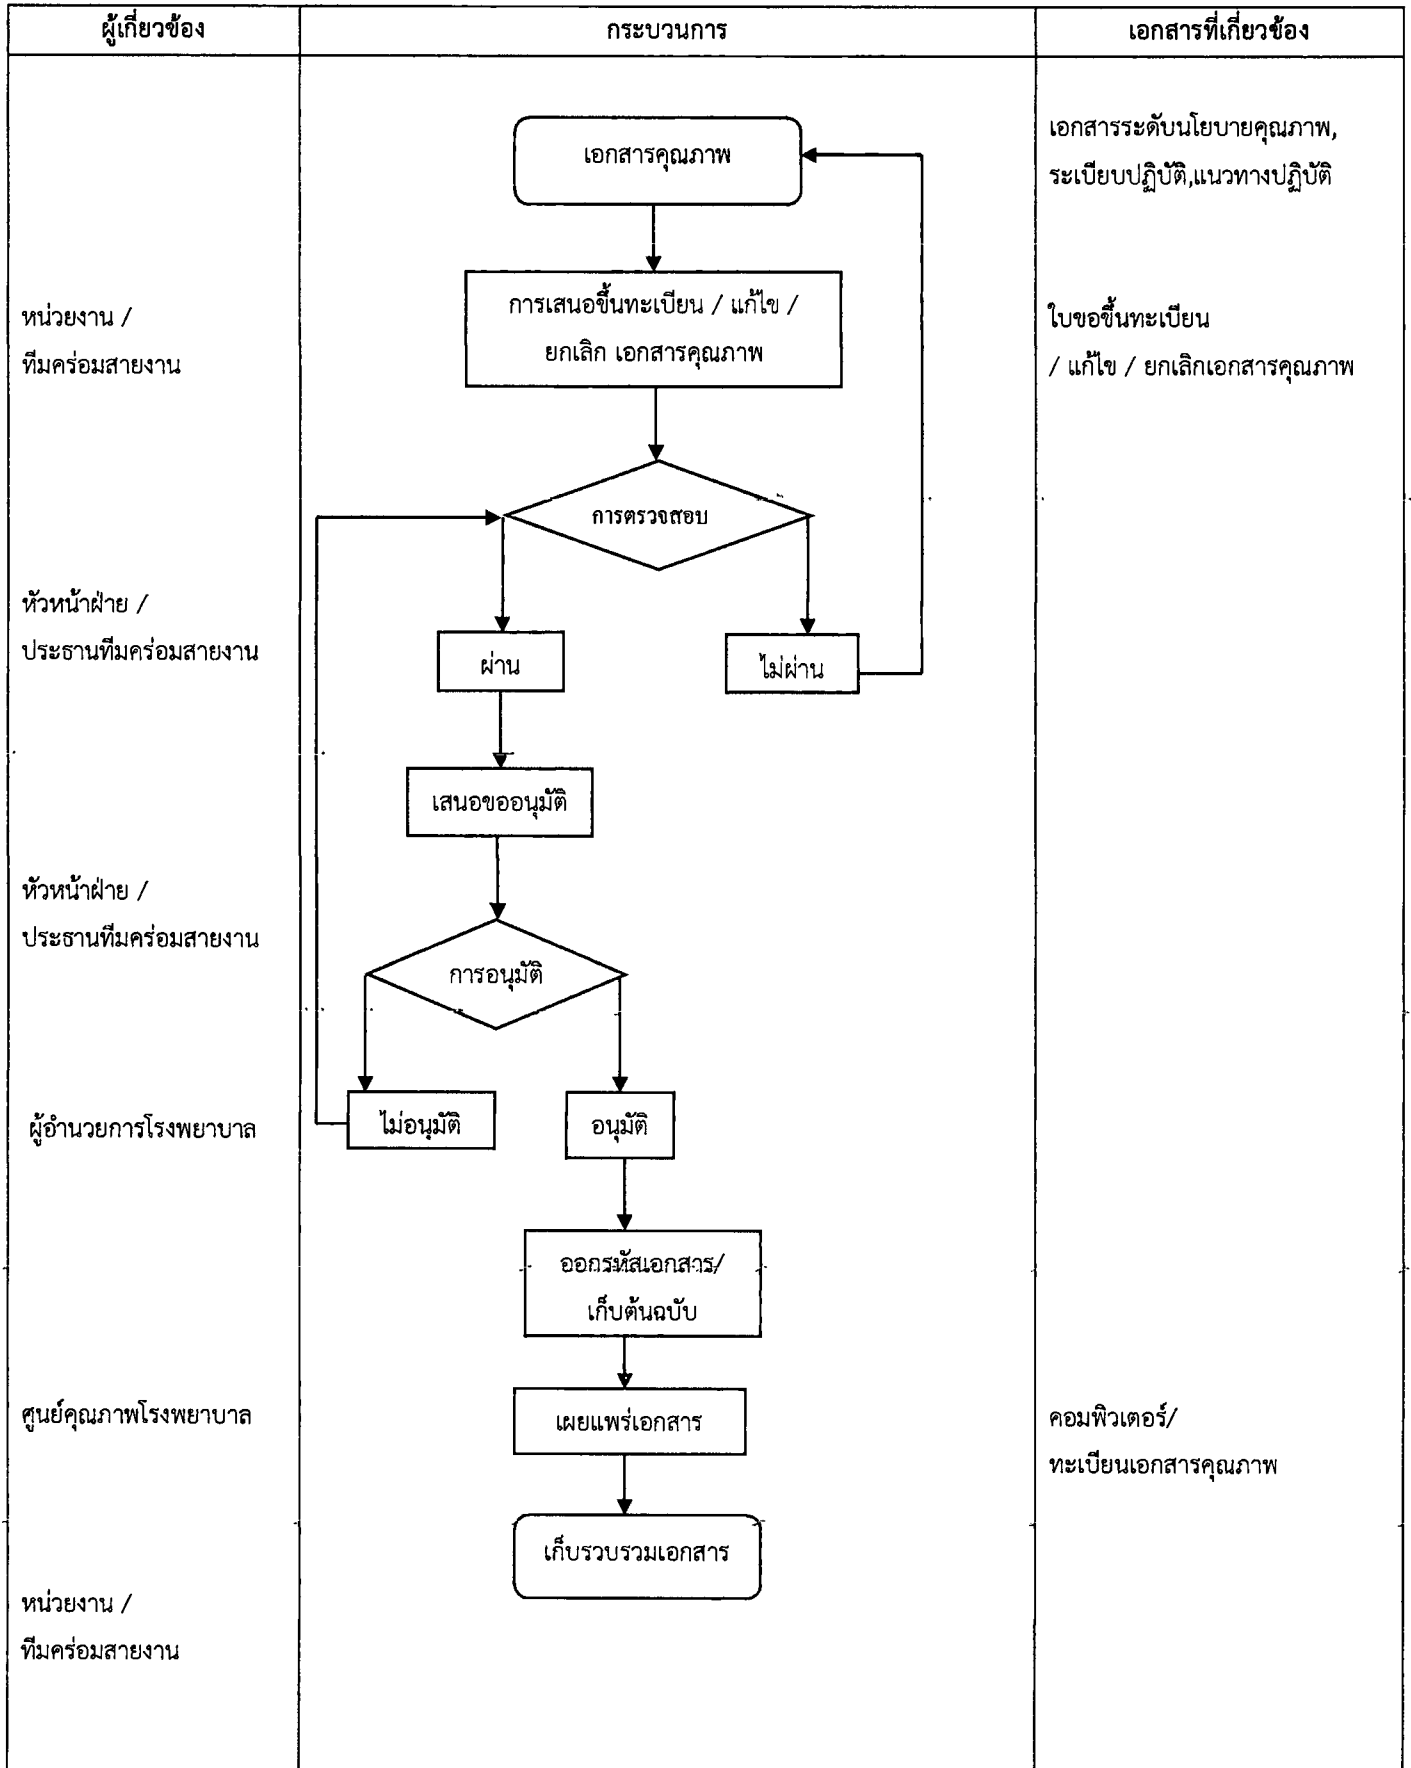 ผู้เกี่ยวข้อง
กระบวนการ
เอกสารที่เกี่ยวข้อง
เอกสารคุณภาพ
เอกสารระดับนโยบายคุณภาพ,
ระเบียบปฏิบัติ,แนวทางปฏิบัติ
หน่วยงาน /
ทีมคร่อมสายงาน
การเสนอขึ้นทะเบียน / แก้ไข /
ยกเลิก เอกสารคุณภาพ
ใบขอขึ้นทะเบียน
/ แก้ไข / ยกเลิกเอกสารคุณภาพ
การตรวจสอบ
หัวหน้าฝ่าย /
ประธานทีมคร่อมสายงาน
ผ่าน
ไม่ผ่าน
เสนอขออนุมัติ
หัวหน้าฝ่าย /
ประธานทีมคร่อมสายงาน
การอนุมัติ
ผู้อำนวยการโรงพยาบาล
ไม่อนุมัติ
อนุมัติ
ออกรหัสเอกสาร/
เก็บต้นฉบับ
ศูนย์คุณภาพโรงพยาบาล
เผยแพร่เอกสาร
คอมพิวเตอร์/
ทะเบียนเอกสารคุณภาพ
เก็บรวบรวมเอกสาร
หน่วยงาน /
ทีมคร่อมสายงาน